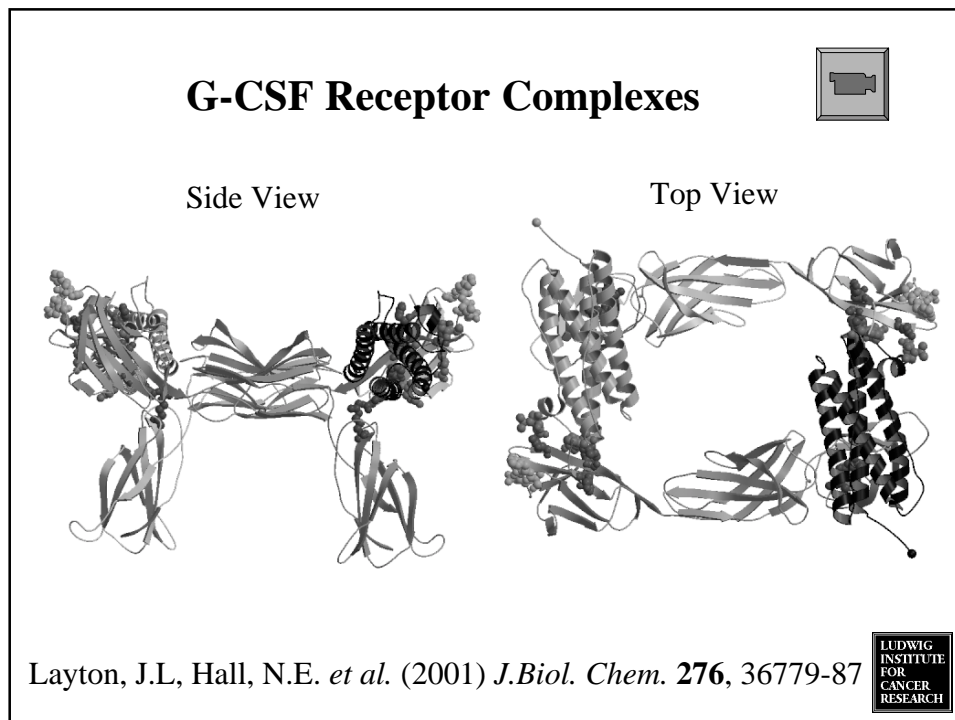 G-CSF Receptor Complexes
Side View
Top View
Layton, J.L, Hall, N.E. et al. (2001) J.Biol. Chem. 276, 36779-87
LUDWIG
INSTITUTE
FOR
CANCER
RESEARCH